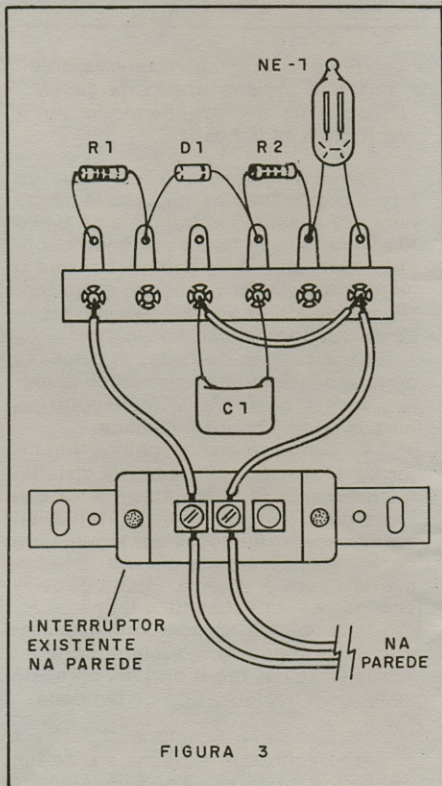 NE-1
R1 D1 R2
C1
INTERRUPTOR
EXISTENTE
NA PAREDE
NA
PAREDE
FIGURA 3